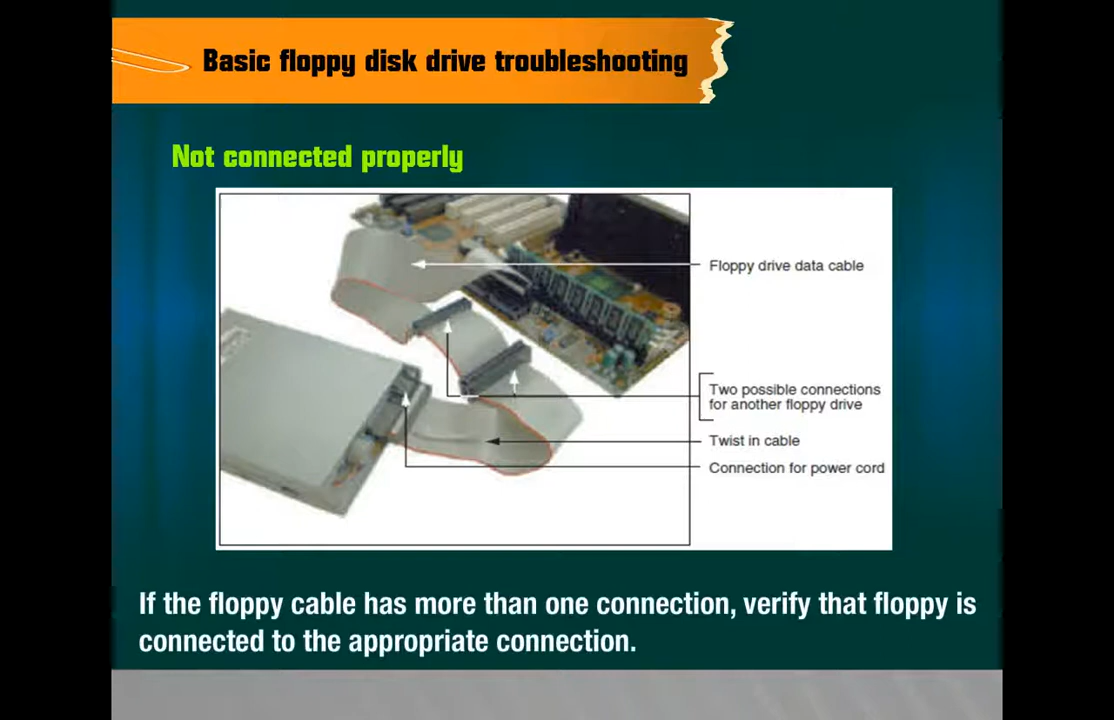 Basic floppy disk drive troubleshooting
Not connected properly
Floppy drive data cable
Two possible connections
for another floppy drive
Twist in cable
Connection for power cord
If the floppy cable has more than one connection, verify that floppy is
connected to the appropriate connection.